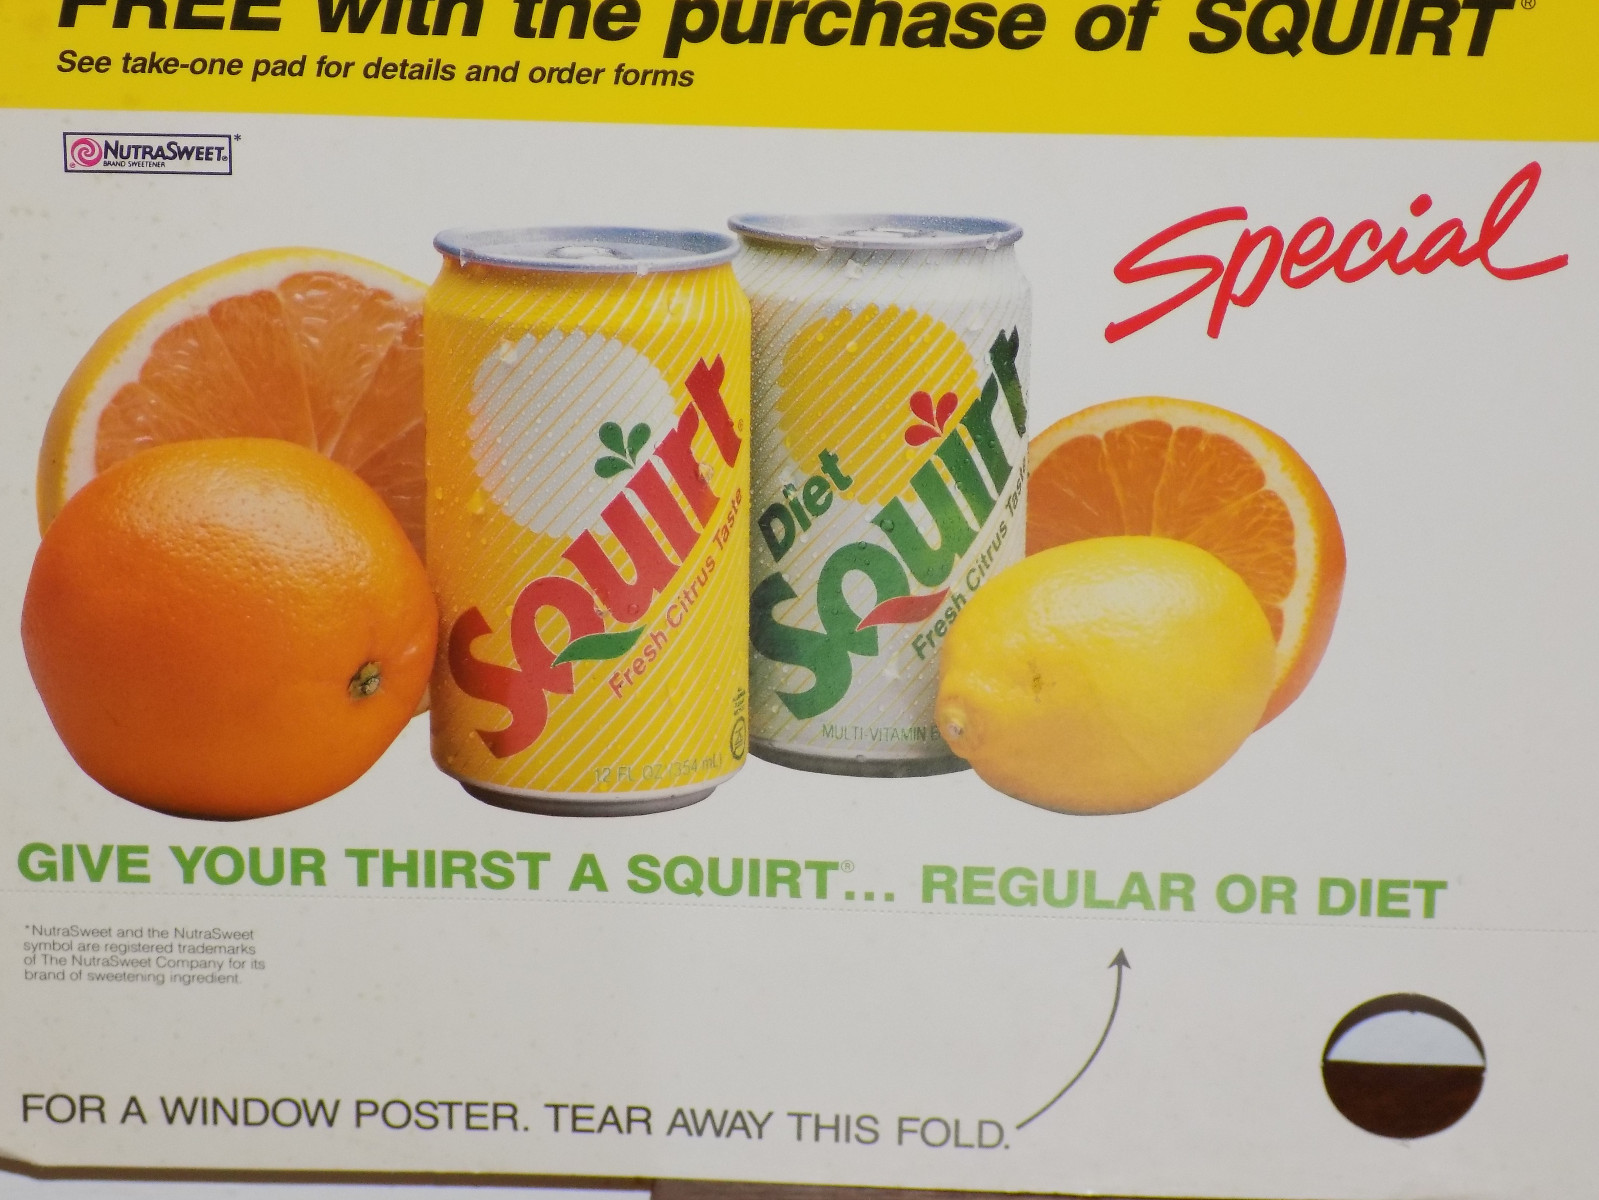 FREE with the purchase of SQUIRT®
See take-one pad for details and order forms
NUTRASWEET®*
BRAND SWEETENER
Special
Squirt®
Fresh Citrus Taste
12 FL OZ (354 mL)
Diet
Squirt
Fresh Citrus Taste
MULTI-VITAMIN
GIVE YOUR THIRST A SQUIRT®... REGULAR OR DIET
*NutraSweet and the NutraSweet
symbol are registered trademarks
of The NutraSweet Company for its
brand of sweetening ingredient.
FOR A WINDOW POSTER. TEAR AWAY THIS FOLD.